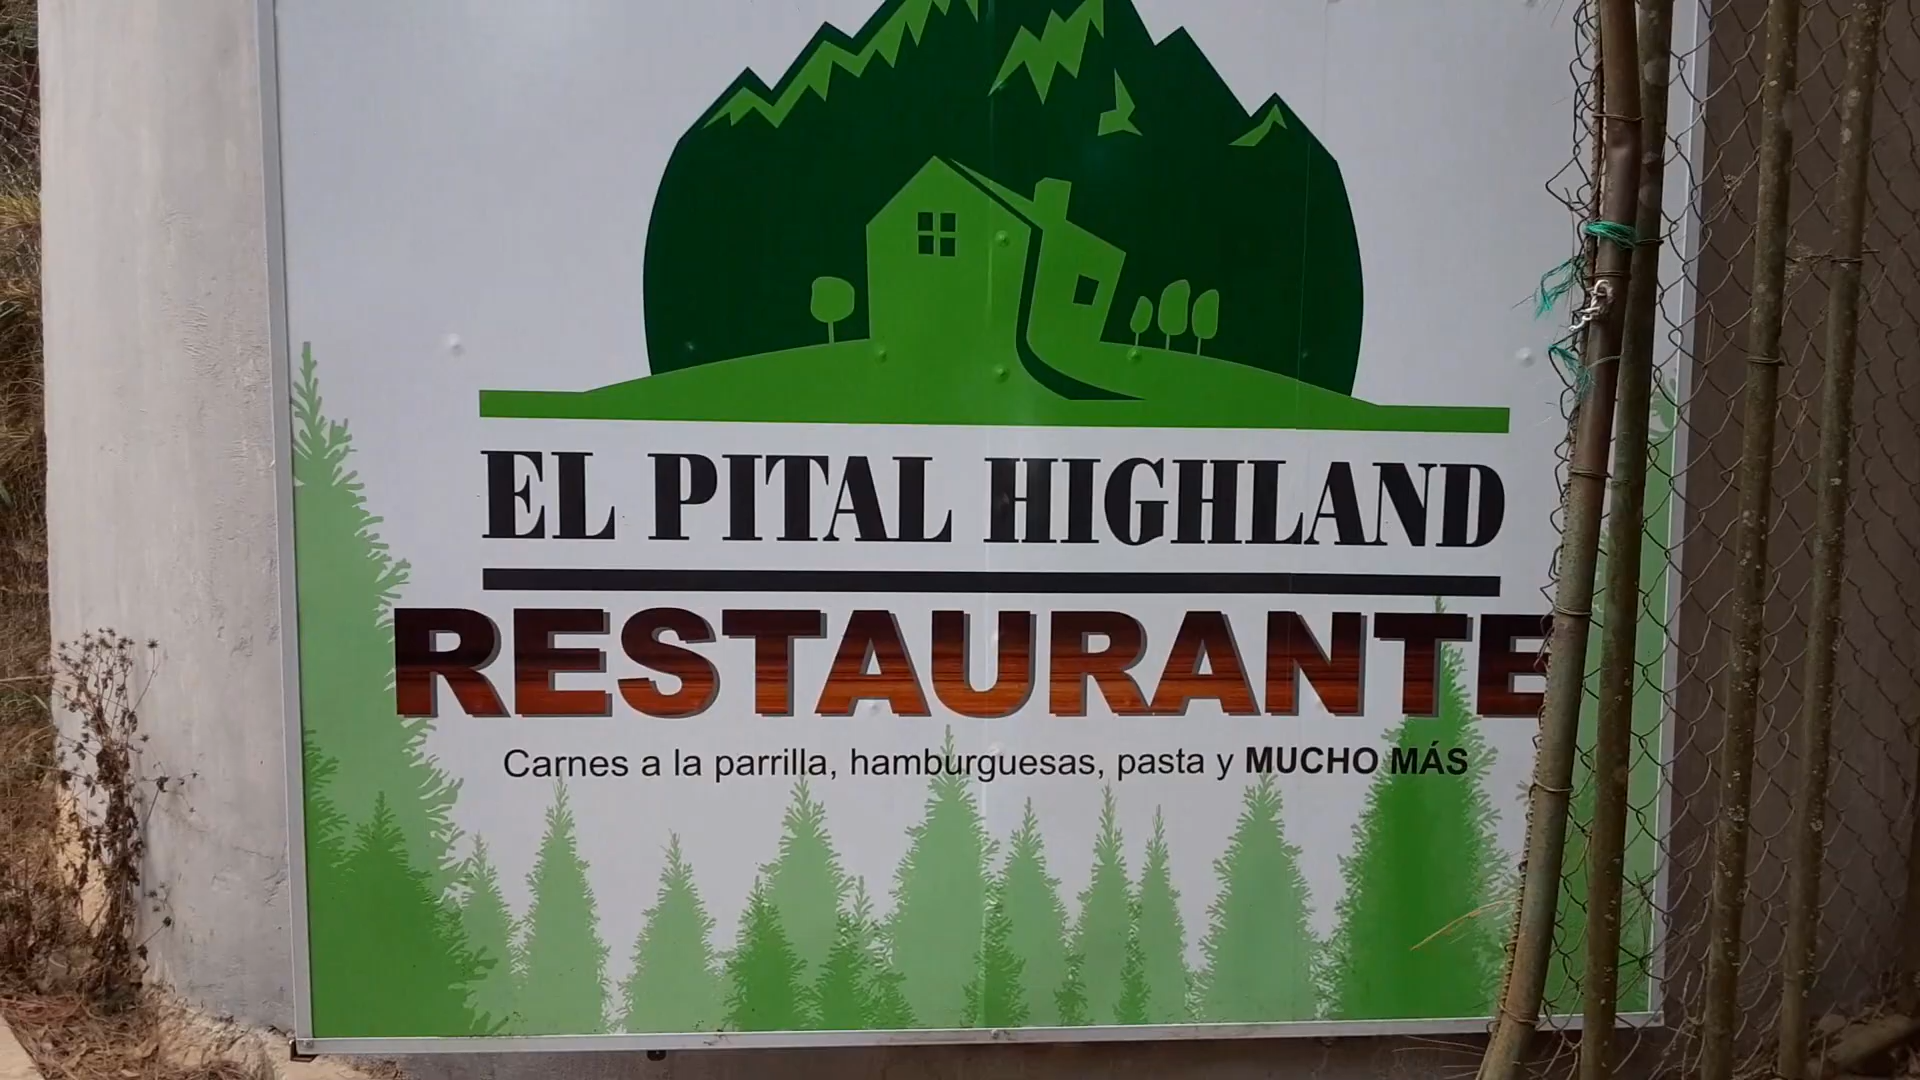 EL PITAL HIGHLAND
RESTAURANTE
Carnes a la parrilla, hamburguesas, pasta y MUCHO MÁS